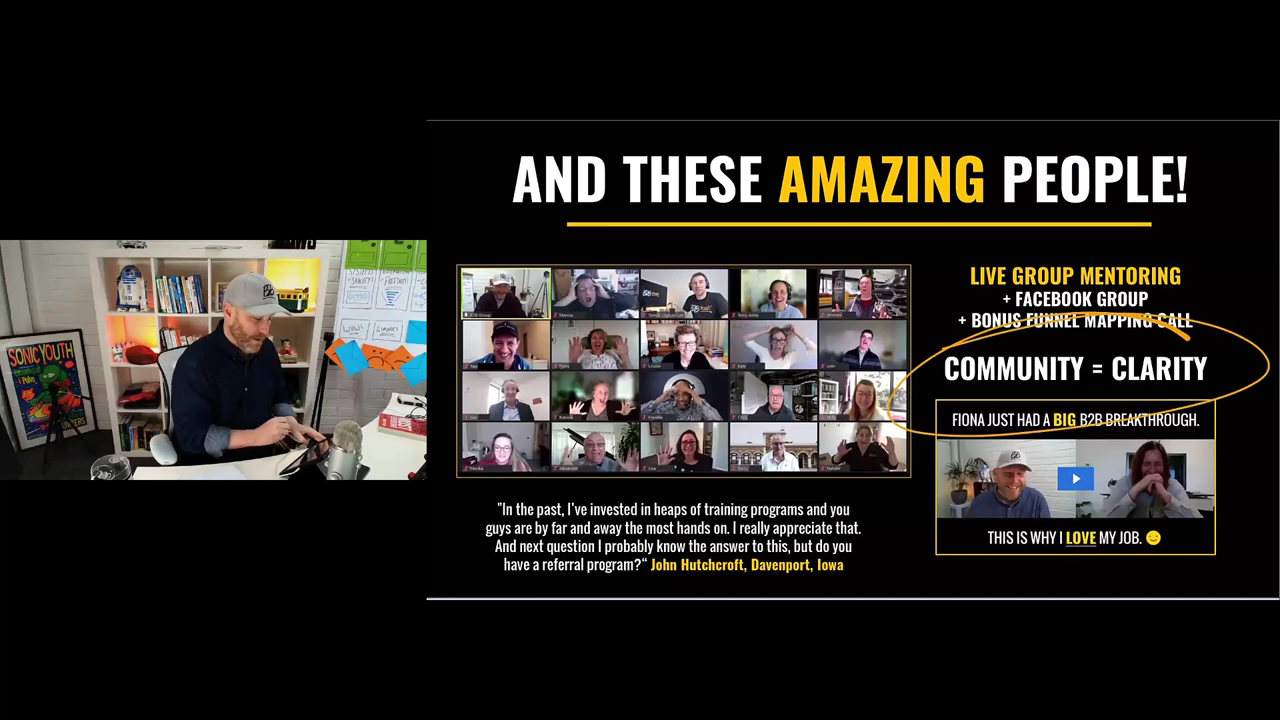 AND THESE AMAZING PEOPLE!
LIVE GROUP MENTORING
+ FACEBOOK GROUP
+ BONUS FUNNEL MAPPING CALL
COMMUNITY = CLARITY
FIONA JUST HAD A BIG B2B BREAKTHROUGH.
THIS IS WHY I LOVE MY JOB.
"In the past, I've invested in heaps of training programs and you
guys are by far and away the most hands on. I really appreciate that.
And next question I probably know the answer to this, but do you
have a referral program?" John Hutchcroft, Davenport, Iowa
SONIC YOUTH